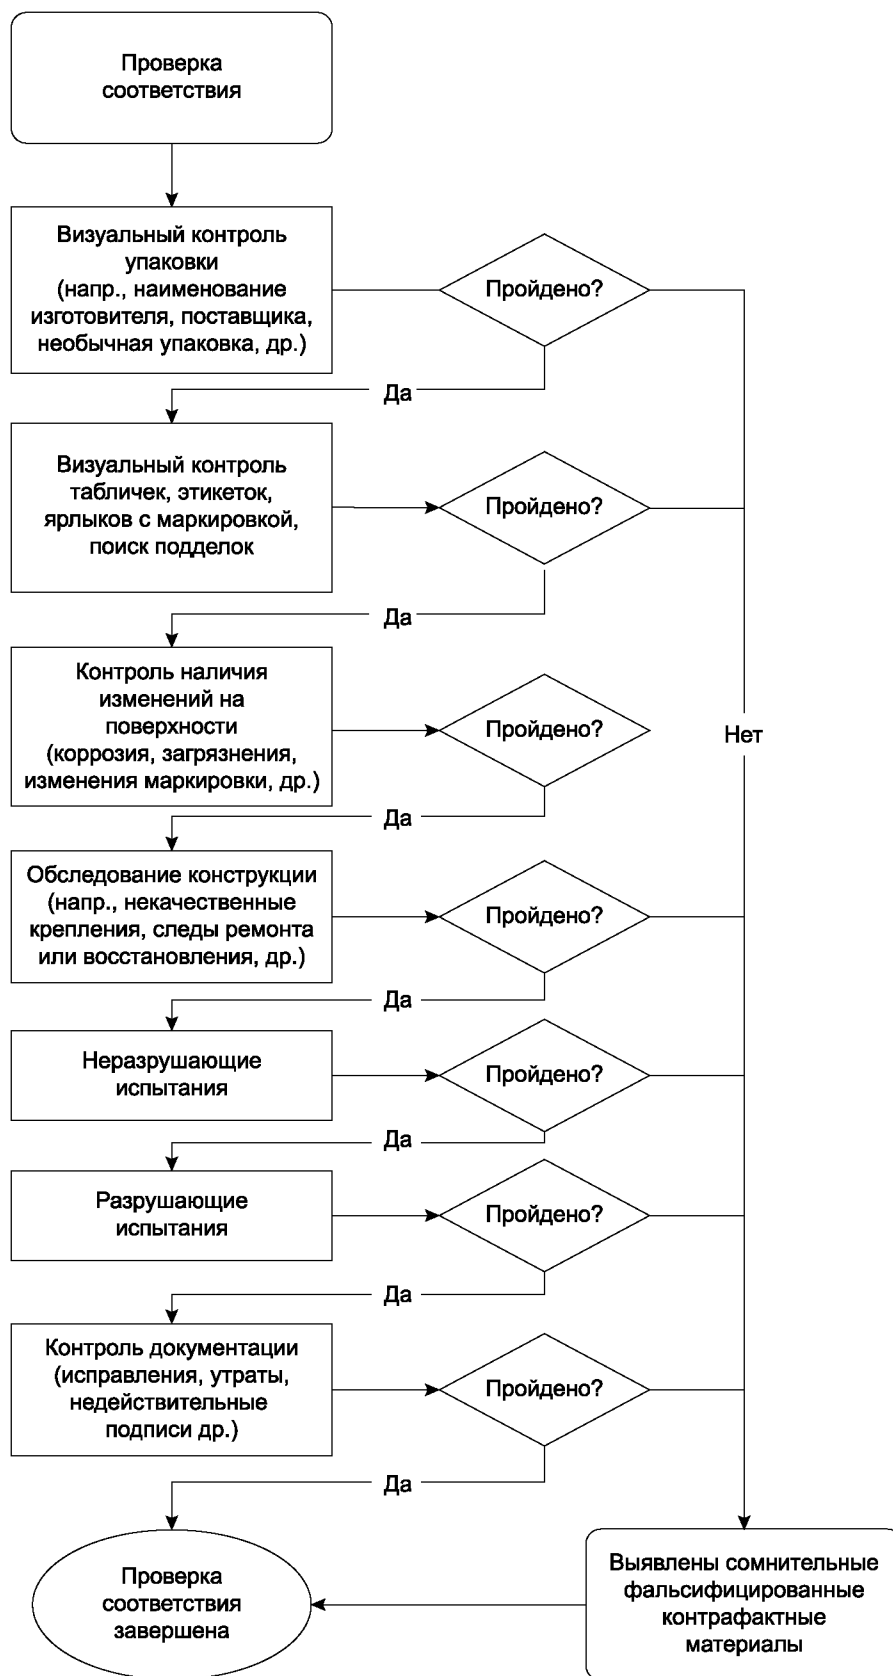 Проверка
соответствия
Визуальный контроль
упаковки
(напр., наименование
изготовителя, поставщика,
необычная упаковка, др.)
Пройдено?
Да
Визуальный контроль
табличек, этикеток,
ярлыков с маркировкой,
поиск подделок
Пройдено?
Да
Контроль наличия
изменений на
поверхности
(коррозия, загрязнения,
изменения маркировки, др.)
Пройдено?
Нет
Да
Обследование конструкции
(напр., некачественные
крепления, следы ремонта
или восстановления, др.)
Пройдено?
Да
Неразрушающие
испытания
Пройдено?
Да
Разрушающие
испытания
Пройдено?
Да
Контроль документации
(исправления, утраты,
недействительные
подписи др.)
Пройдено?
Да
Проверка
соответствия
завершена
Выявлены сомнительные
фальсифицированные
контрафактные
материалы